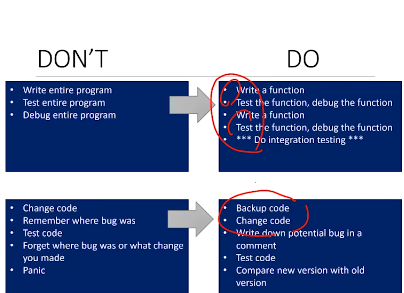 DON'T
DO
• Write entire program
• Test entire program
• Debug entire program
• Write a function
• Test the function, debug the function
• Write a function
• Test the function, debug the function
• *** Do integration testing ***
• Change code
• Remember where bug was
• Test code
• Forget where bug was or what change
you made
• Panic
• Backup code
• Change code
• Write down potential bug in a
comment
• Test code
• Compare new version with old
version